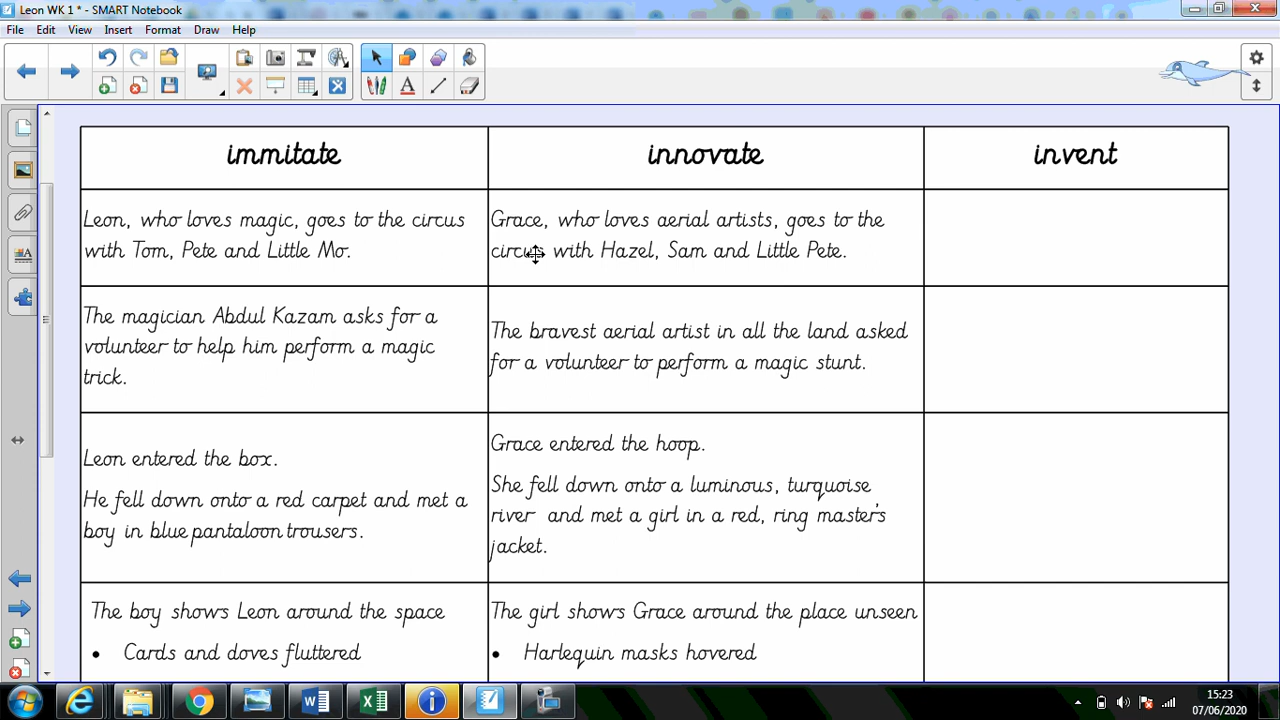 Leon WK 1 * - SMART Notebook
File Edit View Insert Format Draw Help
immitate innovate invent
Leon, who loves magic, goes to the circus
with Tom, Pete and Little Mo.
Grace, who loves aerial artists, goes to the
circus with Hazel, Sam and Little Pete.
The magician Abdul Kazam asks for a
volunteer to help him perform a magic
trick.
The bravest aerial artist in all the land asked
for a volunteer to perform a magic stunt.
Leon entered the box.
He fell down onto a red carpet and met a
boy in blue pantaloon trousers.
Grace entered the hoop.
She fell down onto a luminous, turquoise
river and met a girl in a red, ring master's
jacket.
The boy shows Leon around the space
• Cards and doves fluttered
The girl shows Grace around the place unseen
• Harlequin masks hovered
15:23
07/06/2020